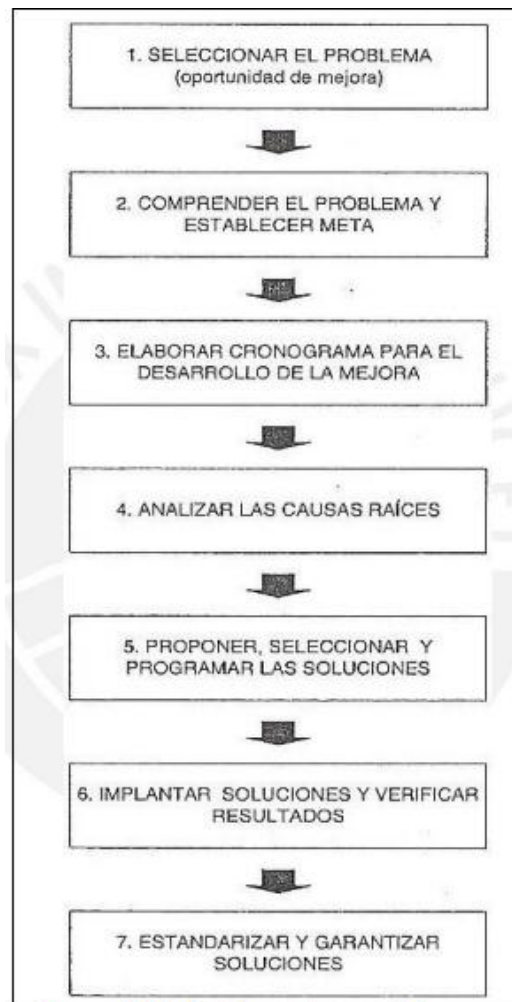 1. SELECCIONAR EL PROBLEMA
(oportunidad de mejora)
2. COMPRENDER EL PROBLEMA Y
ESTABLECER META
3. ELABORAR CRONOGRAMA PARA EL
DESARROLLO DE LA MEJORA
4. ANALIZAR LAS CAUSAS RAÍCES
5. PROPONER, SELECCIONAR Y
PROGRAMAR LAS SOLUCIONES
6. IMPLANTAR SOLUCIONES Y VERIFICAR
RESULTADOS
7. ESTANDARIZAR Y GARANTIZAR
SOLUCIONES